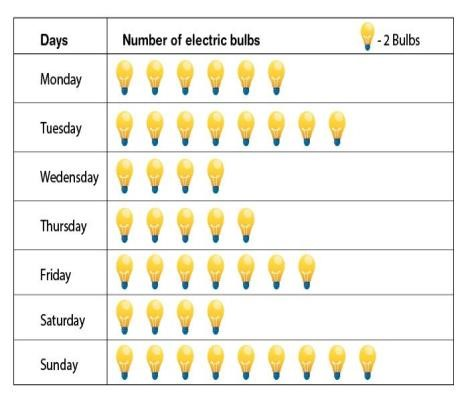 Days Number of electric bulbs - 2 Bulbs
Monday
Tuesday
Wedensday
Thursday
Friday
Saturday
Sunday